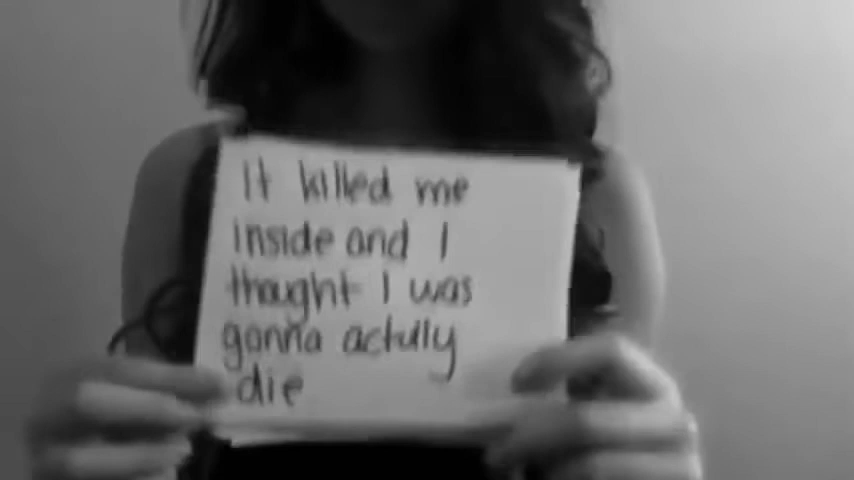 It killed me
inside and I
thought I was
gonna actully
die